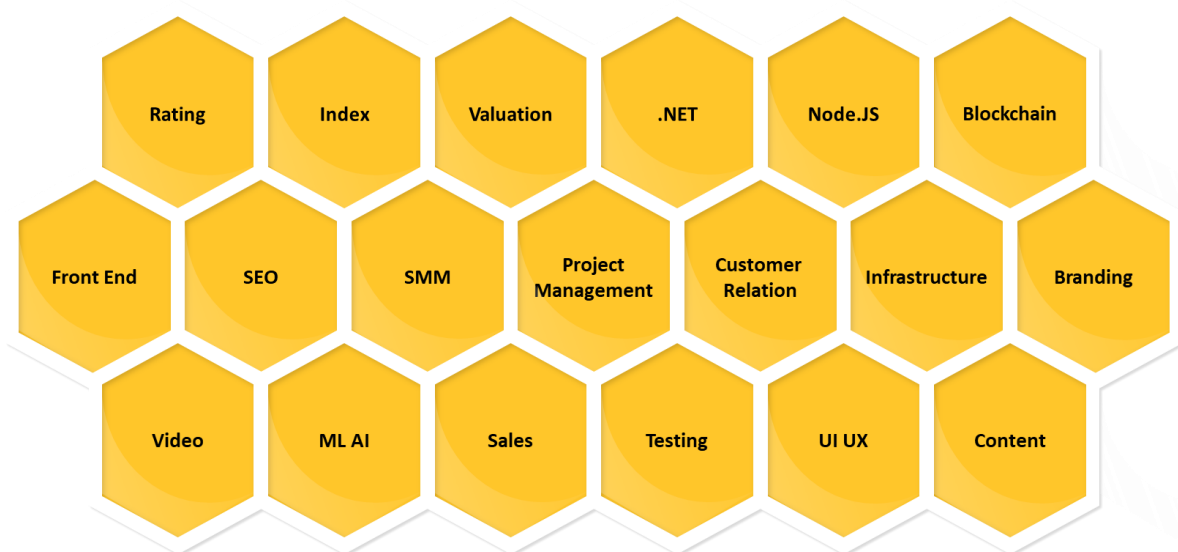 Rating
Index
Valuation
.NET
Node.JS
Blockchain
Front End
SEO
SMM
Project
Management
Customer
Relation
Infrastructure
Branding
Video
ML AI
Sales
Testing
UI UX
Content